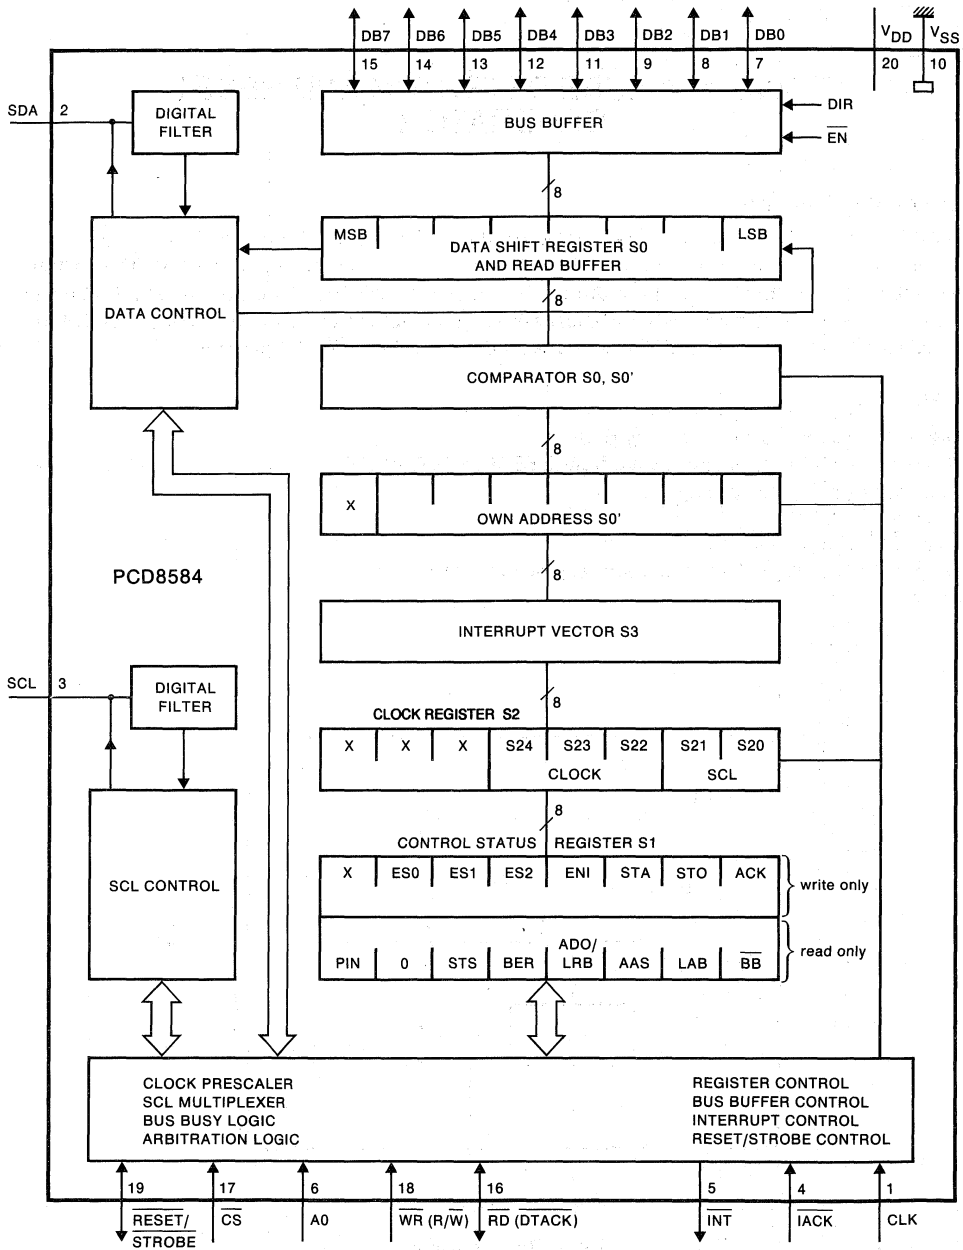 DB7 DB6 DB5 DB4 DB3 DB2 DB1 DB0 VDD VSS
15 14 13 12 11 9 8 7 20 10
SDA 2
DIGITAL
FILTER
BUS BUFFER
DIR
EN
8
MSB LSB
DATA SHIFT REGISTER S0
AND READ BUFFER
8
DATA CONTROL
COMPARATOR S0, S0'
8
X
OWN ADDRESS S0'
8
PCD8584
INTERRUPT VECTOR S3
SCL 3
DIGITAL
FILTER
8
CLOCK REGISTER S2
X X X S24 S23 S22 S21 S20
CLOCK SCL
8
CONTROL STATUS REGISTER S1
X ES0 ES1 ES2 ENI STA STO ACK
write only
SCL CONTROL
PIN 0 STS BER ADO/
LRB AAS LAB BB
read only
CLOCK PRESCALER
SCL MULTIPLEXER
BUS BUSY LOGIC
ARBITRATION LOGIC
REGISTER CONTROL
BUS BUFFER CONTROL
INTERRUPT CONTROL
RESET/STROBE CONTROL
19 17 6 18 16 5 4 1
RESET/
STROBE
CS
A0
WR (R/W)
RD (DTACK)
INT
IACK
CLK